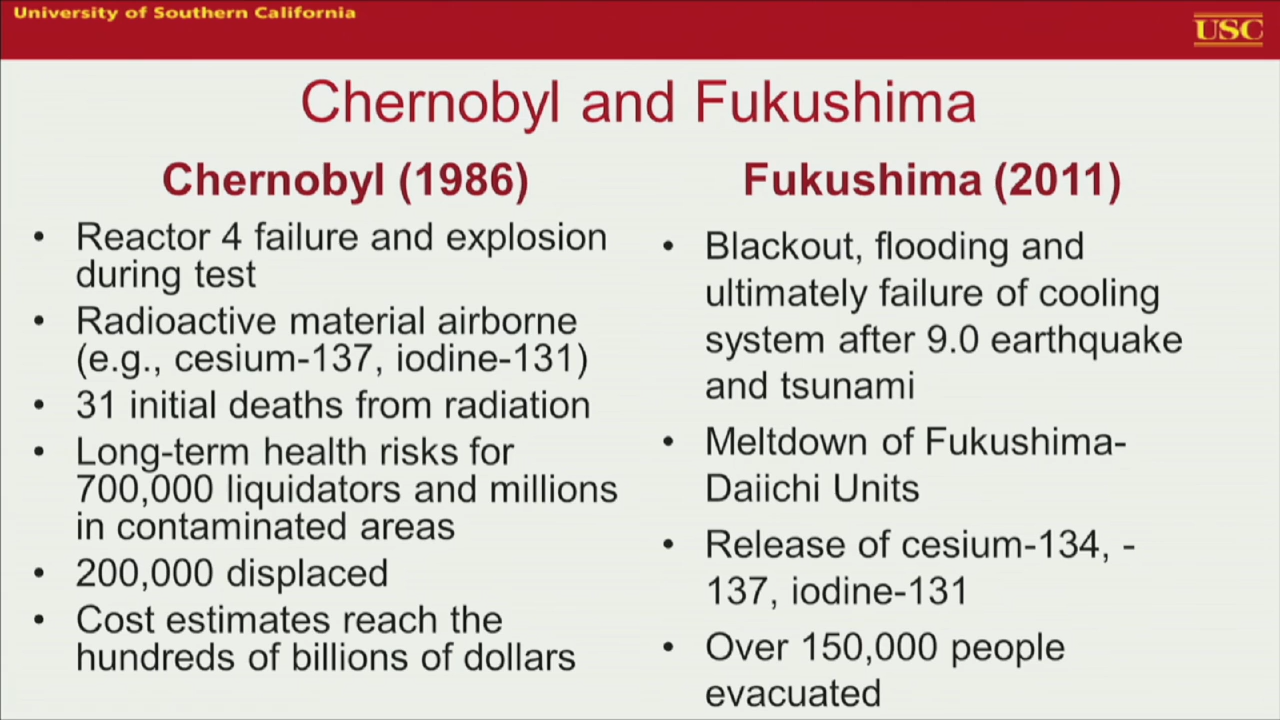 University of Southern California
USC
Chernobyl and Fukushima
Chernobyl (1986)
• Reactor 4 failure and explosion
during test
• Radioactive material airborne
(e.g., cesium-137, iodine-131)
• 31 initial deaths from radiation
• Long-term health risks for
700,000 liquidators and millions
in contaminated areas
• 200,000 displaced
• Cost estimates reach the
hundreds of billions of dollars
Fukushima (2011)
• Blackout, flooding and
ultimately failure of cooling
system after 9.0 earthquake
and tsunami
• Meltdown of Fukushima-
Daiichi Units
• Release of cesium-134, -
137, iodine-131
• Over 150,000 people
evacuated